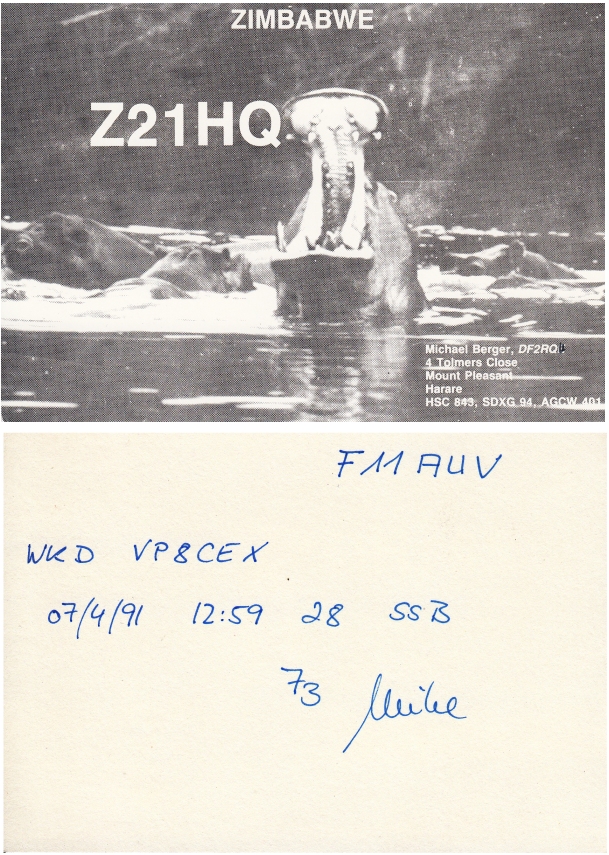 ZIMBABWE
Z21HQ
Michael Berger, DF2RQ
4 Tolmers Close
Mount Pleasant
Harare
HSC 843, SDXG 94, AGCW 401
F11AUV
WKD VP8CEX
07/4/91 12:59 28 SSB
73 Mike